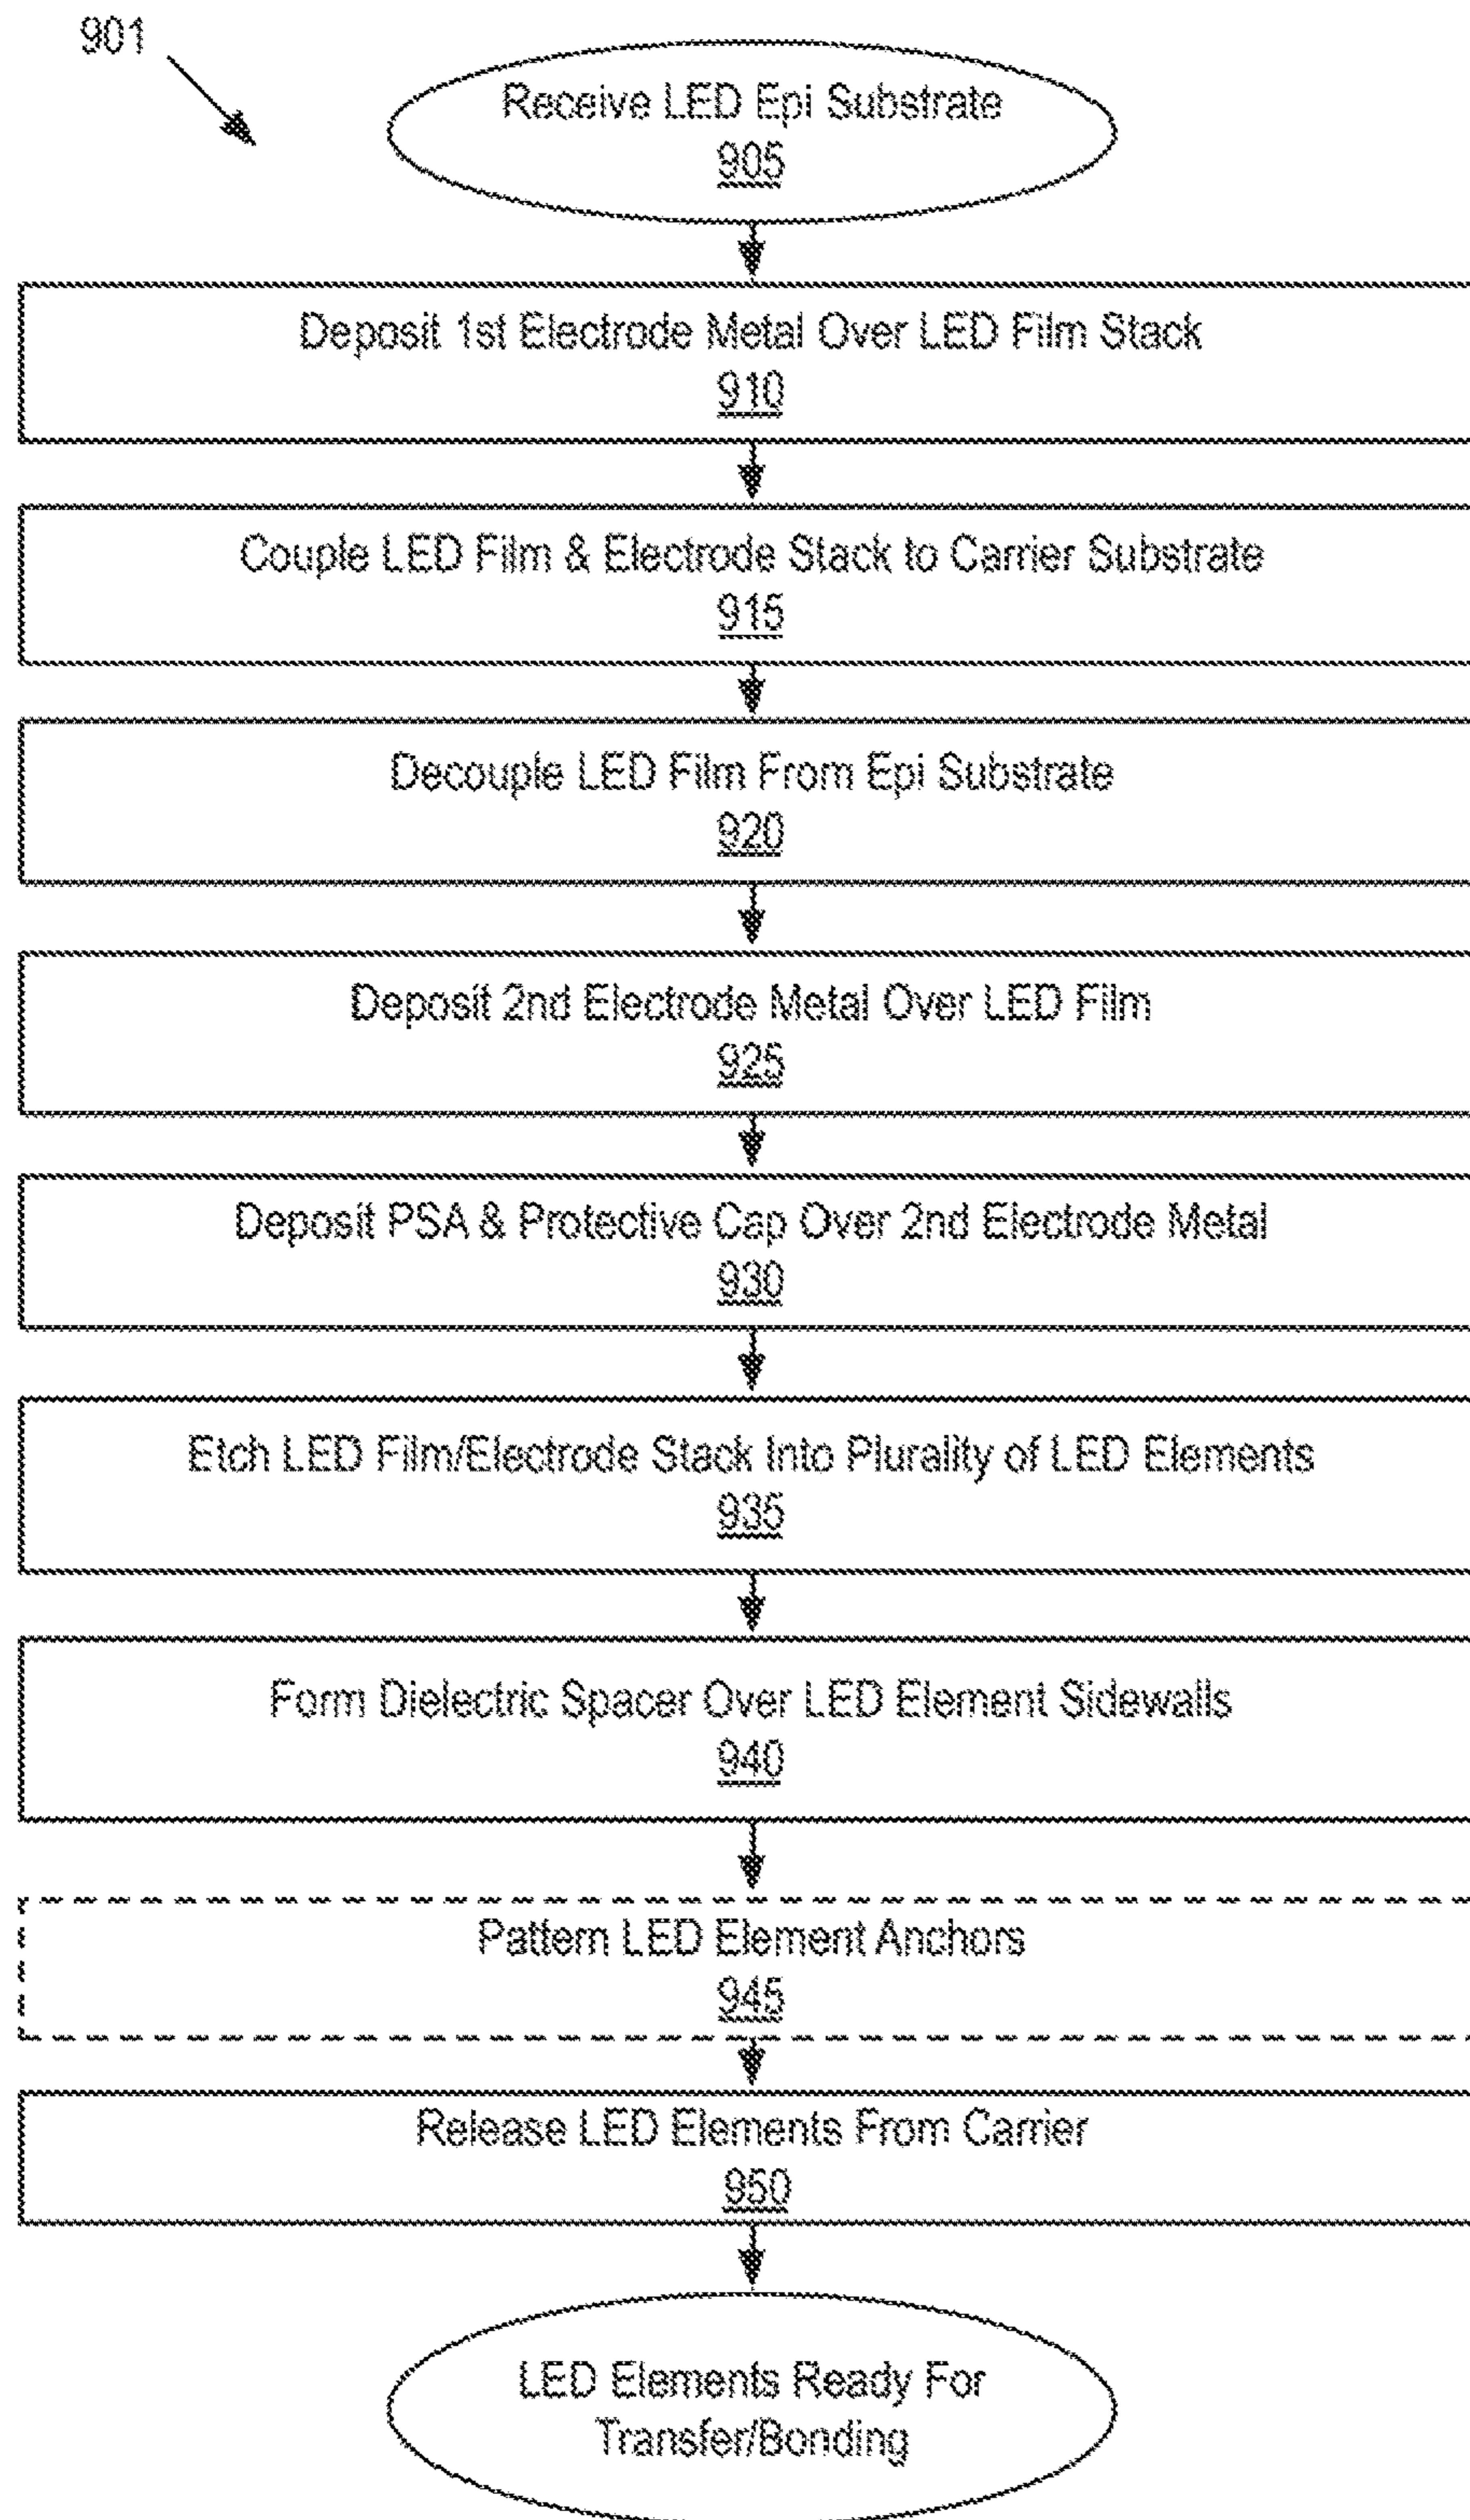 901
Receive LED Epi Substrate
905
Deposit 1st Electrode Metal Over LED Film Stack
910
Couple LED Film & Electrode Stack to Carrier Substrate
915
Decouple LED Film From Epi Substrate
920
Deposit 2nd Electrode Metal Over LED Film
925
Deposit PSA & Protective Cap Over 2nd Electrode Metal
930
Etch LED Film/Electrode Stack Into Plurality of LED Elements
935
Form Dielectric Spacer Over LED Element Sidewalls
940
Pattern LED Element Anchors
945
Release LED Elements From Carrier
950
LED Elements Ready For
Transfer/Bonding